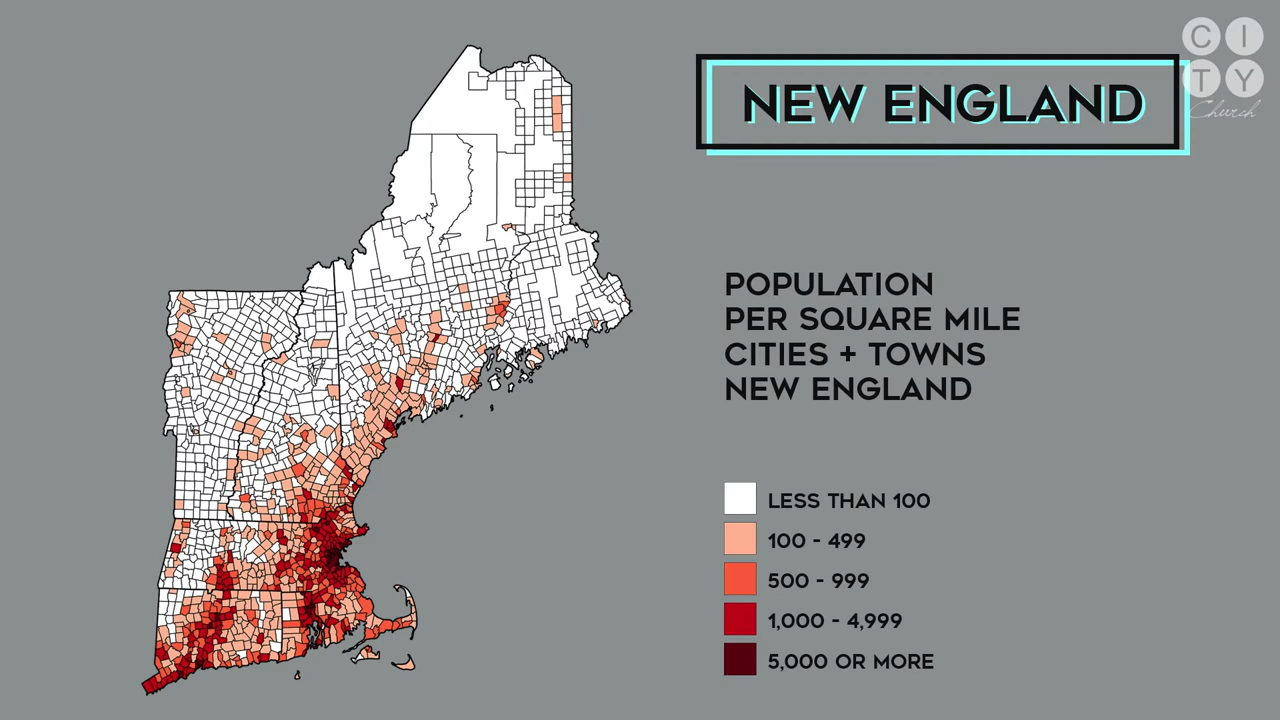 NEW ENGLAND
CITY
Church
POPULATION
PER SQUARE MILE
CITIES + TOWNS
NEW ENGLAND
LESS THAN 100
100 - 499
500 - 999
1,000 - 4,999
5,000 OR MORE